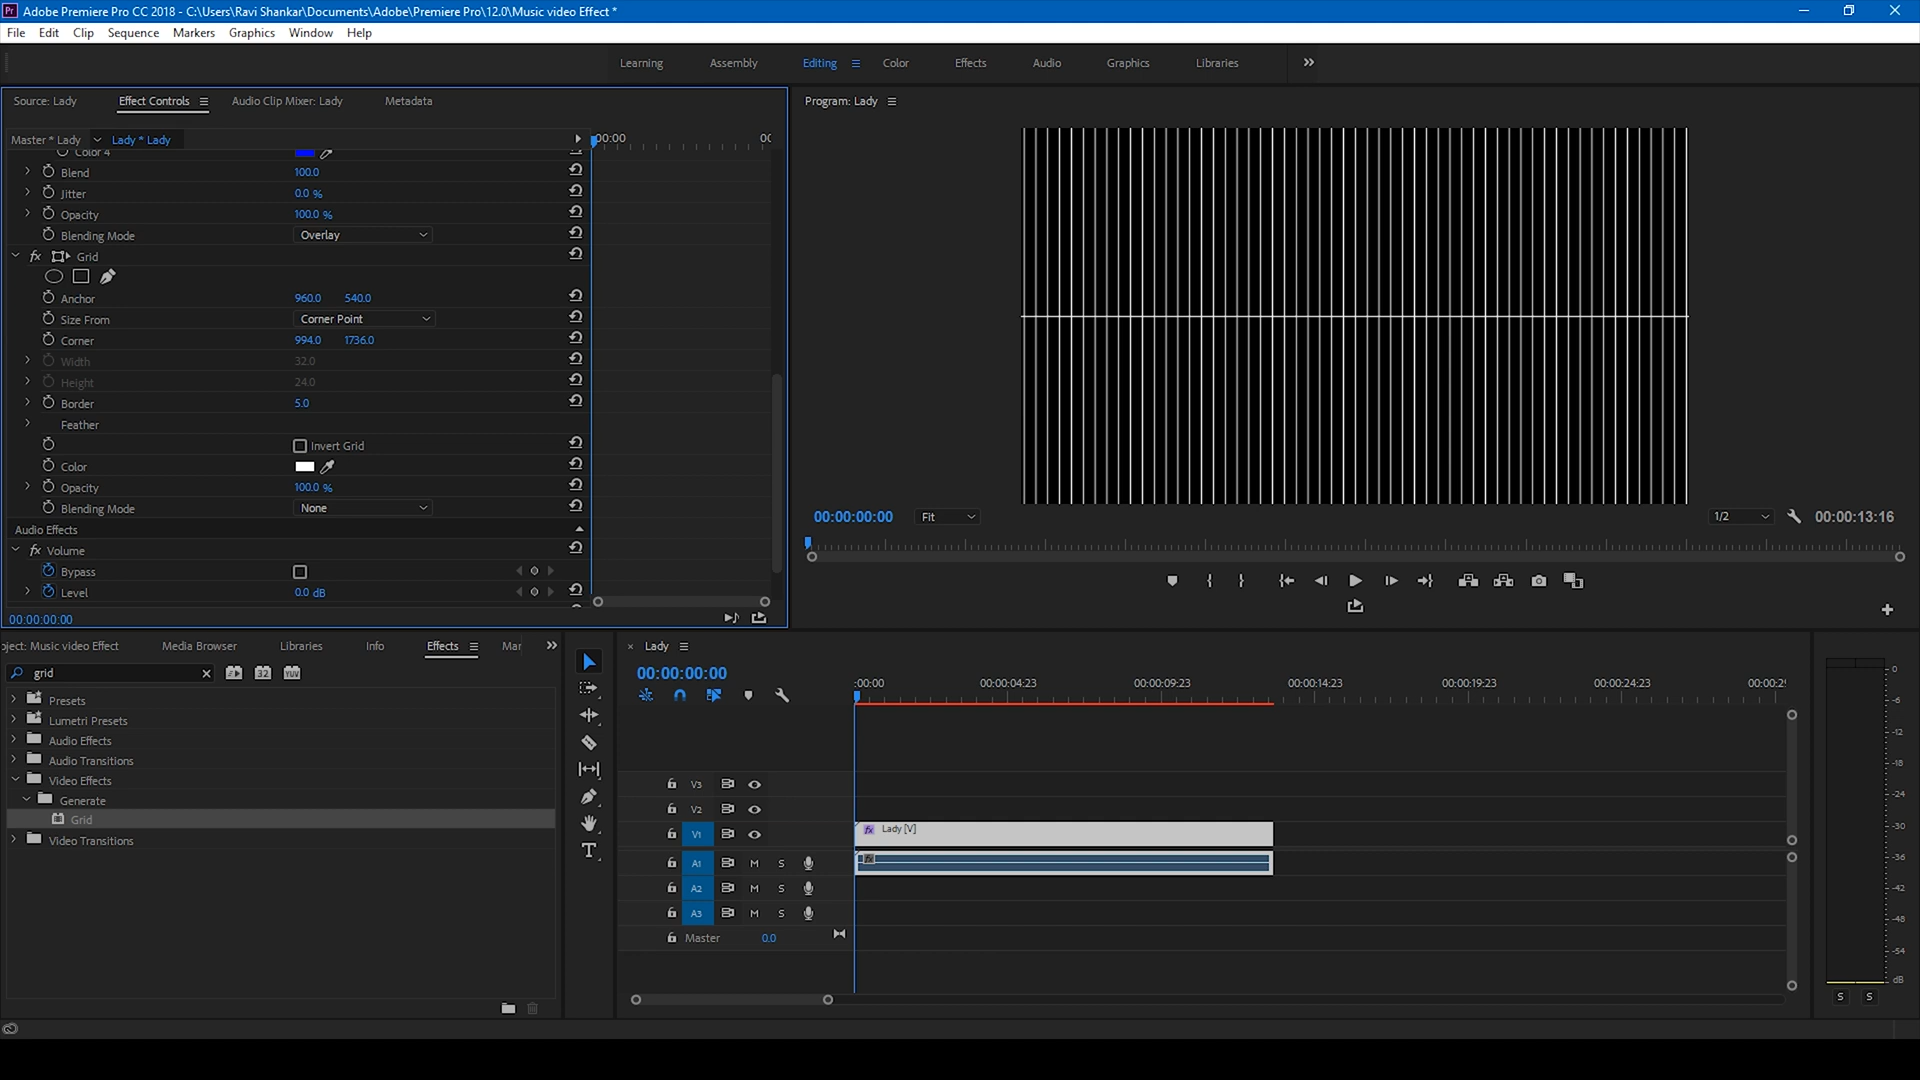 Adobe Premiere Pro CC 2018 - C:\Users\Ravi Shankar\Documents\Adobe\Premiere Pro\12.0\Music video Effect *
File Edit Clip Sequence Markers Graphics Window Help
Learning Assembly Editing Color Effects Audio Graphics Libraries
Source: Lady Effect Controls Audio Clip Mixer: Lady Metadata
Master * Lady Lady * Lady
:00:00 00
Color 4
Blend 100.0
Jitter 0.0 %
Opacity 100.0 %
Blending Mode Overlay
fx Grid
Anchor 960.0 540.0
Size From Corner Point
Corner 994.0 1736.0
Width 32.0
Height 24.0
Border 5.0
Feather
Invert Grid
Color
Opacity 100.0 %
Blending Mode None
Audio Effects
fx Volume
Bypass
Level 0.0 dB
00:00:00:00
Program: Lady
00:00:00:00 Fit 1/2 00:00:13:16
oject: Music video Effect Media Browser Libraries Info Effects Mar
grid 32 YUV
Presets
Lumetri Presets
Audio Effects
Audio Transitions
Video Effects
Generate
Grid
Video Transitions
× Lady
00:00:00:00
:00:00 00:00:04:23 00:00:09:23 00:00:14:23 00:00:19:23 00:00:24:23 00:00:29
V3
V2
V1 fx Lady [V]
A1 M S
A2 M S
A3 M S
Master 0.0
0
-6
-12
-18
-24
-30
-36
-42
-48
-54
dB
S S